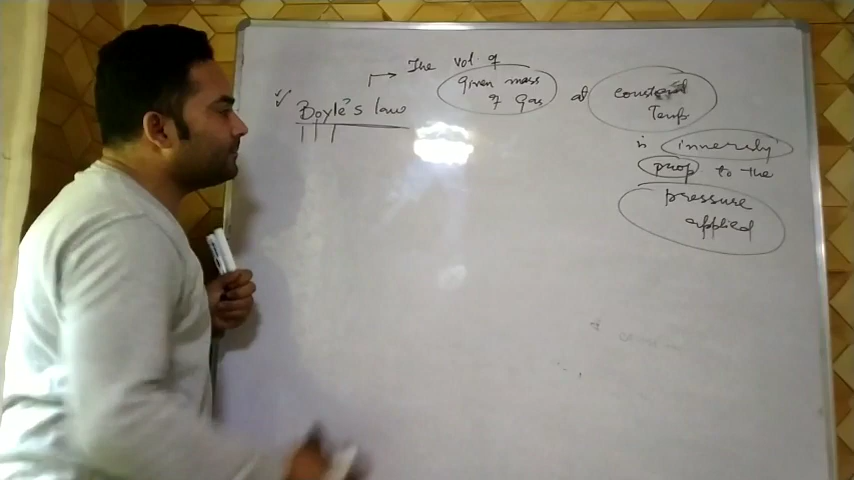 The vol. of
Boyle's law
given mass
of Gas
at
constant
Temp
is inversely
prop to the
pressure
applied